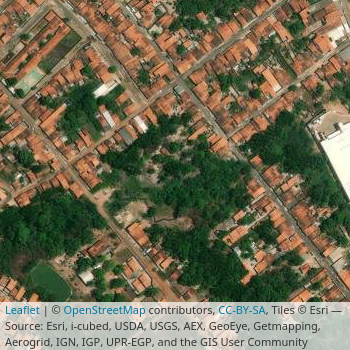 Leaflet | © OpenStreetMap contributors, CC-BY-SA, Tiles © Esri —
Source: Esri, i-cubed, USDA, USGS, AEX, GeoEye, Getmapping,
Aerogrid, IGN, IGP, UPR-EGP, and the GIS User Community